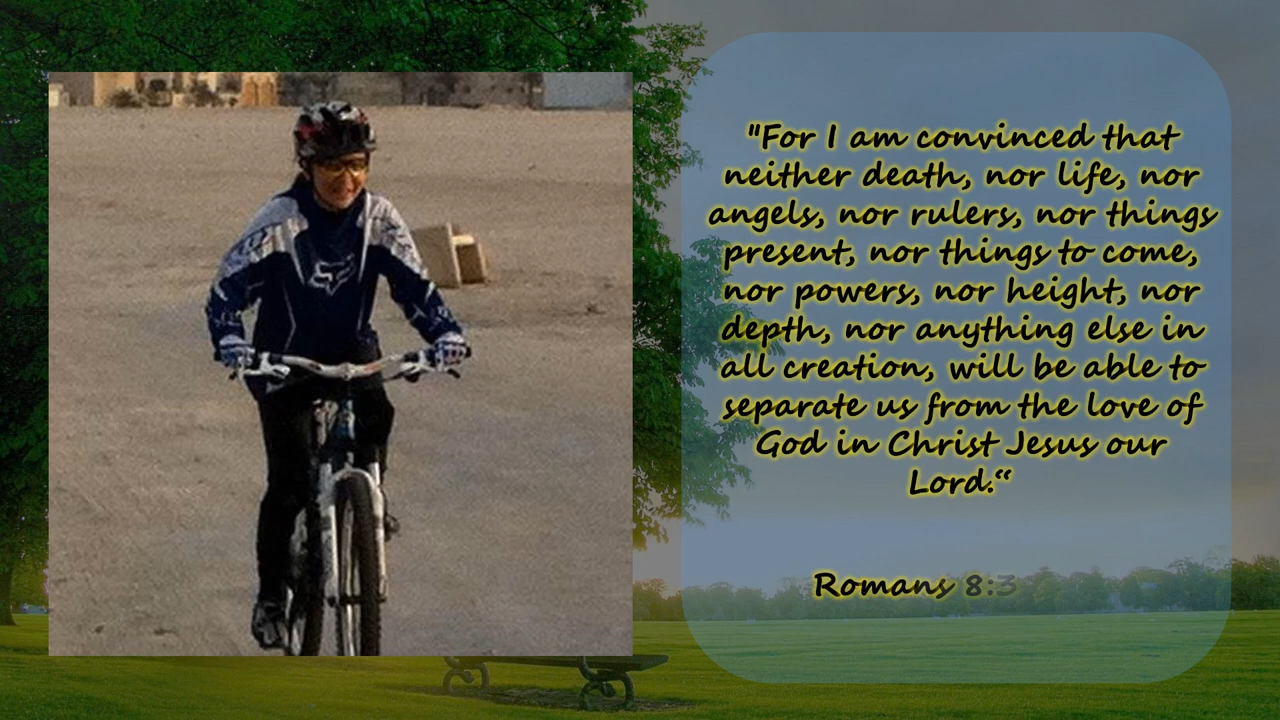 "For I am convinced that
neither death, nor life, nor
angels, nor rulers, nor things
present, nor things to come,
nor powers, nor height, nor
depth, nor anything else in
all creation, will be able to
separate us from the love of
God in Christ Jesus our
Lord.“
Romans 8:3